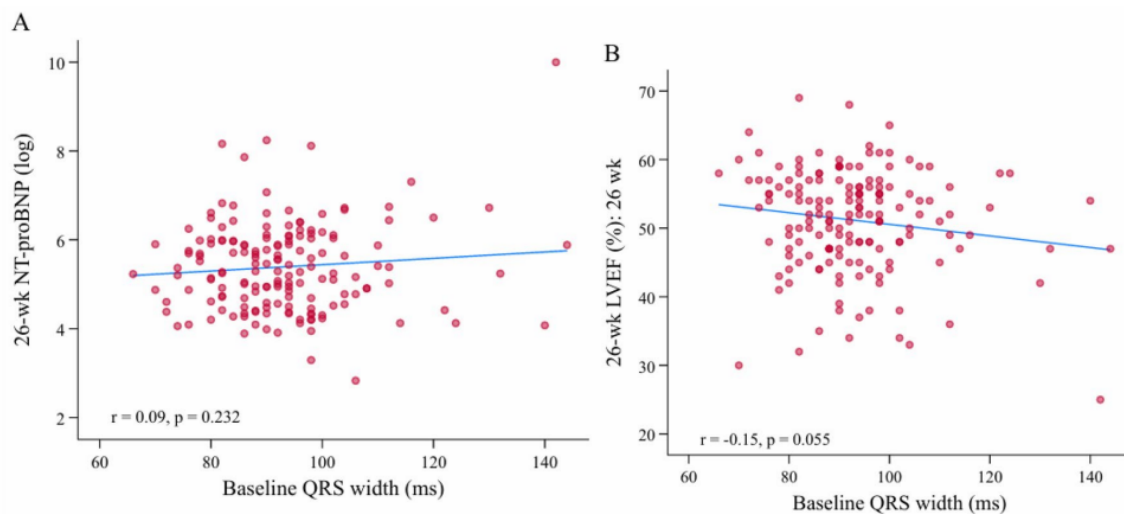 A
26-wk NT-proBNP (log)
10
8
6
4
2
r = 0.09, p = 0.232
60 80 100 120 140
Baseline QRS width (ms)
B
26-wk LVEF (%): 26 wk
70
60
50
40
30
20
r = -0.15, p = 0.055
60 80 100 120 140
Baseline QRS width (ms)